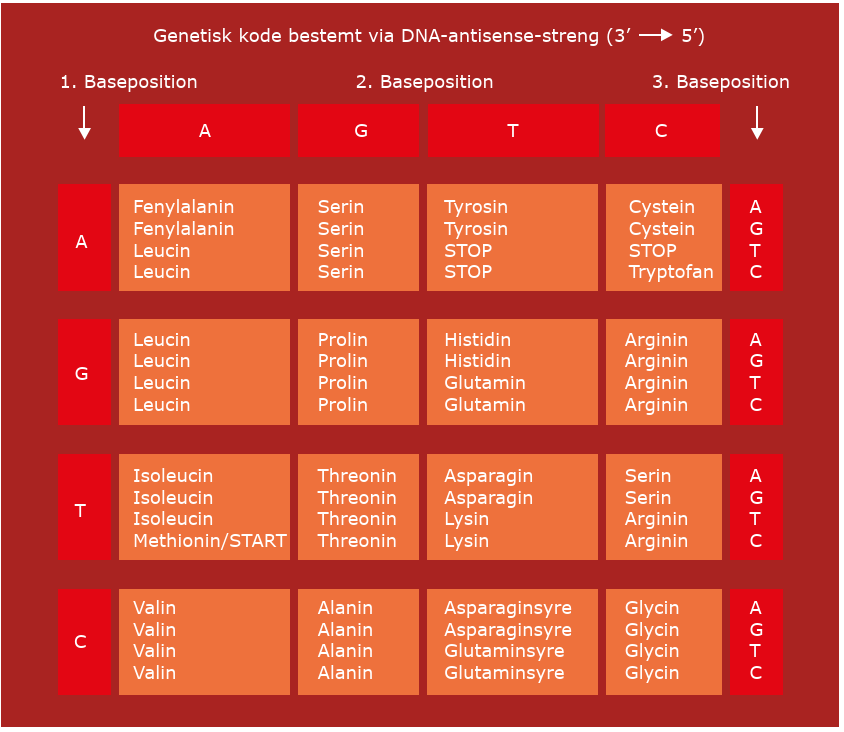 Genetisk kode bestemt via DNA-antisense-streng (3’ → 5’)
1. Baseposition 2. Baseposition 3. Baseposition
A G T C
Fenylalanin Serin Tyrosin Cystein A
Fenylalanin Serin Tyrosin Cystein G
A
Leucin Serin STOP STOP T
Leucin Serin STOP Tryptofan C
Leucin Prolin Histidin Arginin A
Leucin Prolin Histidin Arginin G
G
Leucin Prolin Glutamin Arginin T
Leucin Prolin Glutamin Arginin C
Isoleucin Threonin Asparagin Serin A
Isoleucin Threonin Asparagin Serin G
T
Isoleucin Threonin Lysin Arginin T
Methionin/START Threonin Lysin Arginin C
Valin Alanin Asparaginsyre Glycin A
Valin Alanin Asparaginsyre Glycin G
C
Valin Alanin Glutaminsyre Glycin T
Valin Alanin Glutaminsyre Glycin C